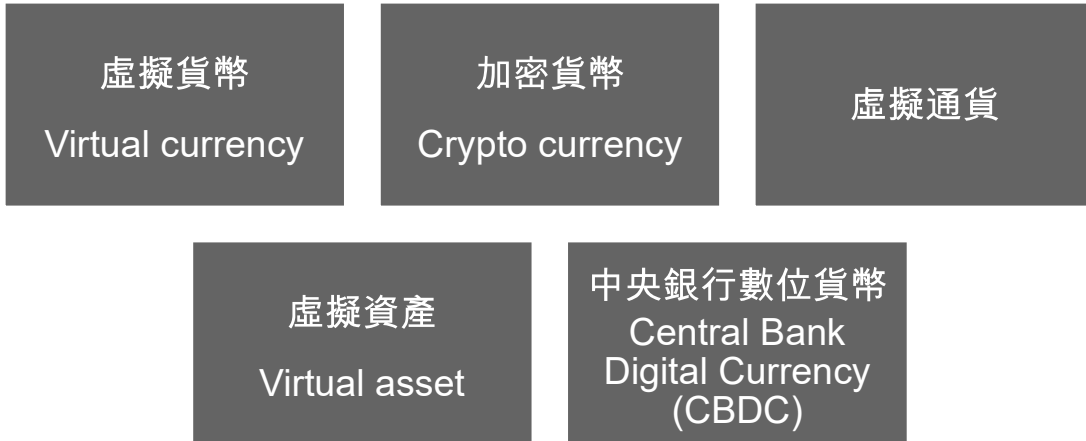 虛擬貨幣
Virtual currency
加密貨幣
Crypto currency
虛擬通貨
虛擬資產
Virtual asset
中央銀行數位貨幣
Central Bank
Digital Currency
(CBDC)